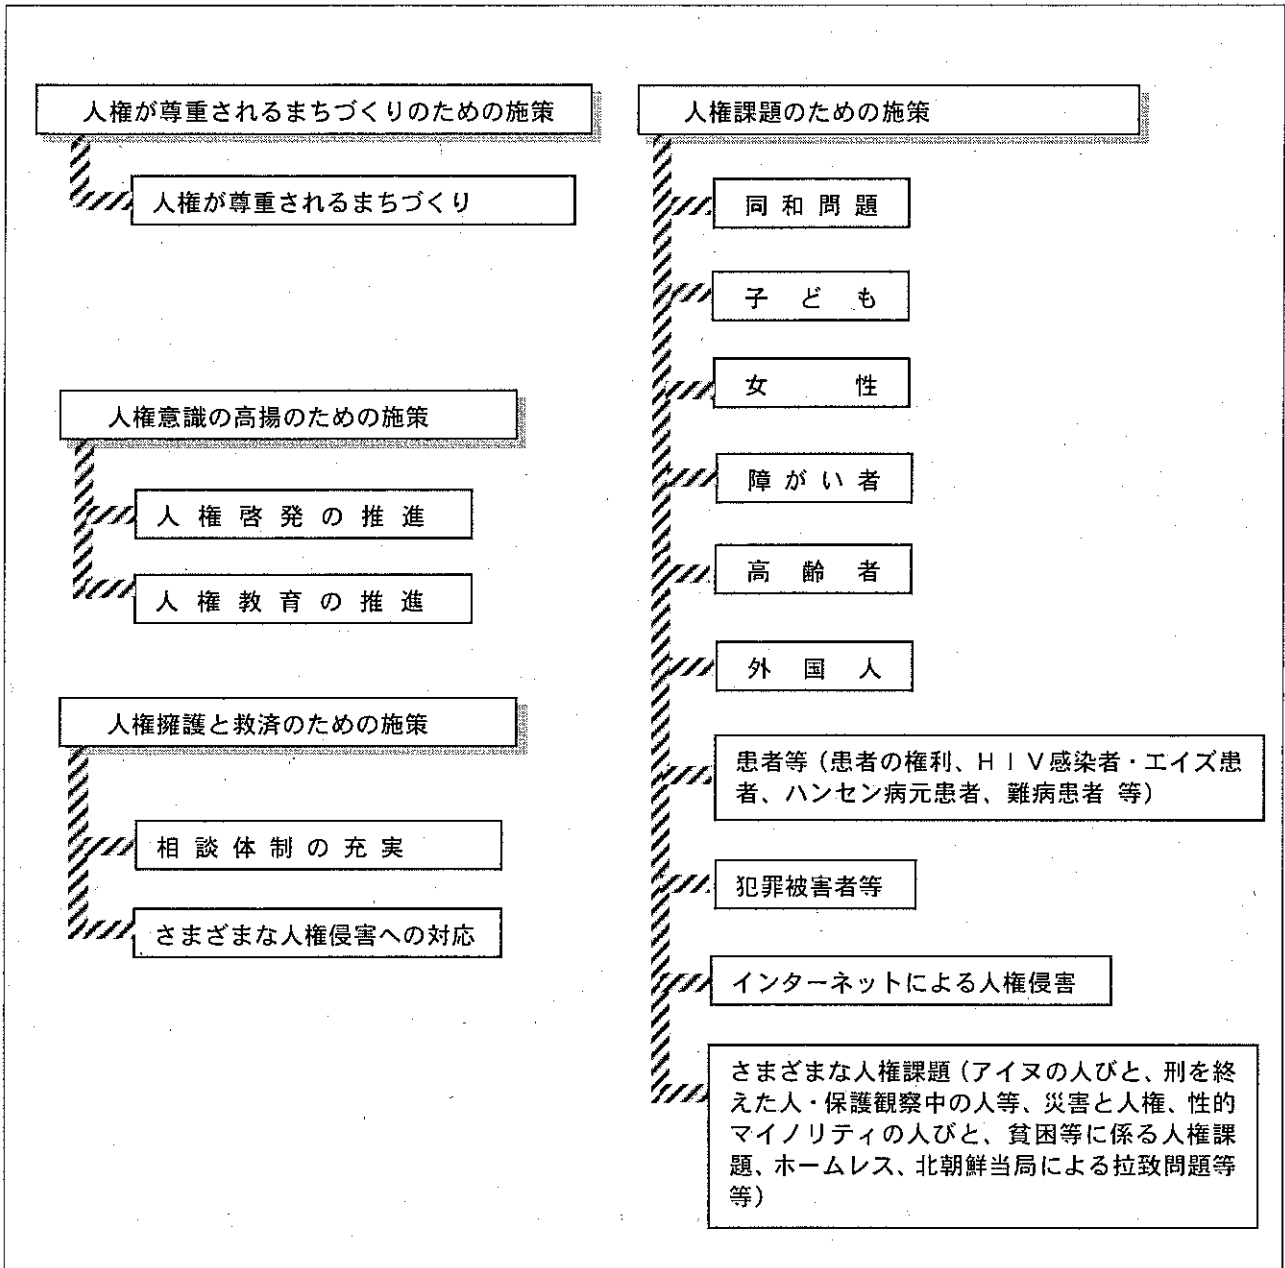 人権が尊重されるまちづくりのための施策
人権が尊重されるまちづくり
人権意識の高揚のための施策
人権啓発の推進
人権教育の推進
人権擁護と救済のための施策
相談体制の充実
さまざまな人権侵害への対応
人権課題のための施策
同和問題
子ども
女性
障がい者
高齢者
外国人
患者等（患者の権利、ＨＩＶ感染者・エイズ患
者、ハンセン病元患者、難病患者 等）
犯罪被害者等
インターネットによる人権侵害
さまざまな人権課題（アイヌの人びと、刑を終
えた人・保護観察中の人等、災害と人権、性的
マイノリティの人びと、貧困等に係る人権課
題、ホームレス、北朝鮮当局による拉致問題等
等）